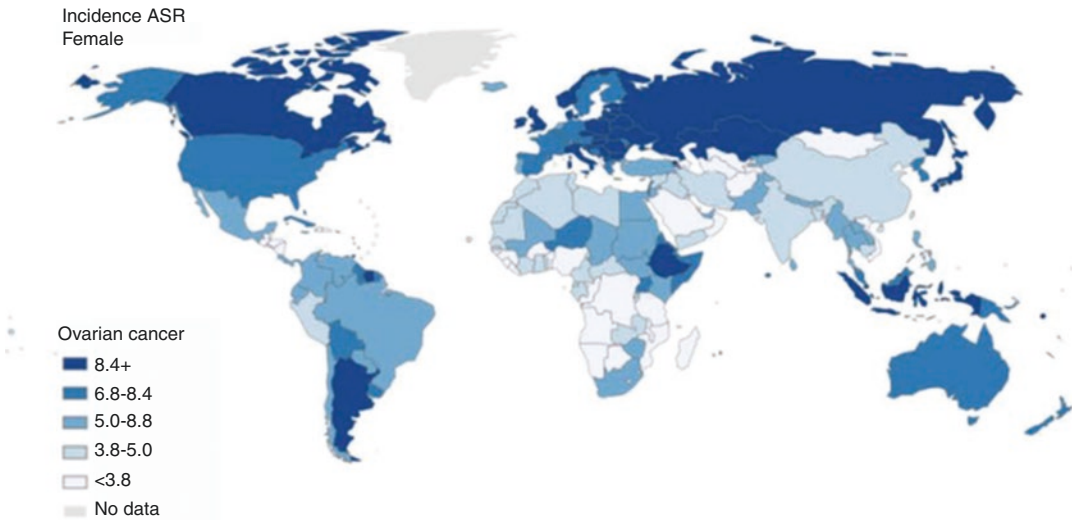 Incidence ASR
Female
Ovarian cancer
8.4+
6.8-8.4
5.0-8.8
3.8-5.0
<3.8
No data